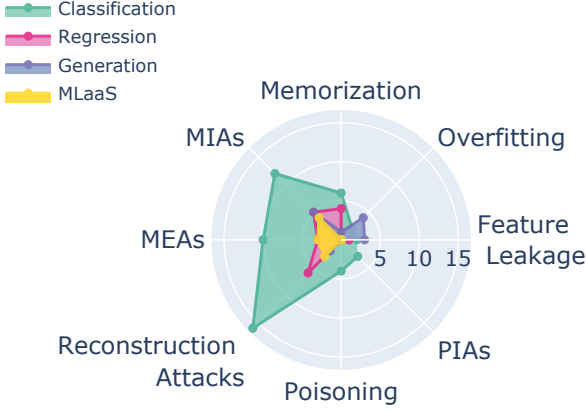 Classification
Regression
Generation
MLaaS
Memorization
MIAs
Overfitting
MEAs
Feature
Leakage
5
10
15
Reconstruction
Attacks
PIAs
Poisoning